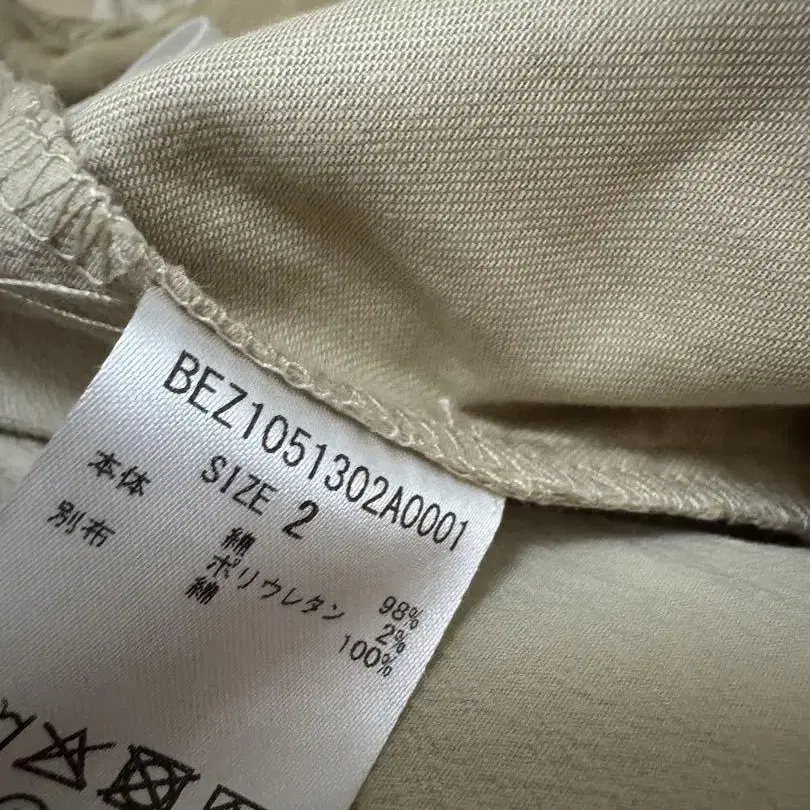 BEZ1051302A0001
SIZE 2
本体 綿 98%
ポリウレタン 2%
別布 綿 100%